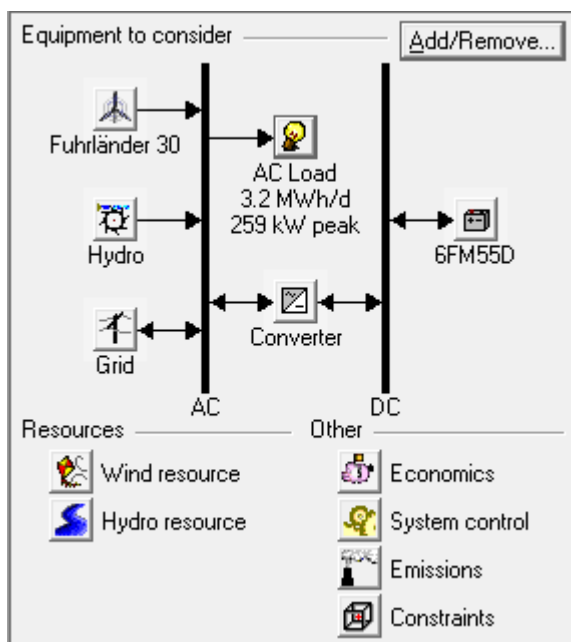 Equipment to consider
Add/Remove...
Fuhrländer 30
AC Load
3.2 MWh/d
259 kW peak
Hydro
6FM55D
Grid
Converter
AC
DC
Resources
Other
Wind resource
Economics
Hydro resource
System control
Emissions
Constraints